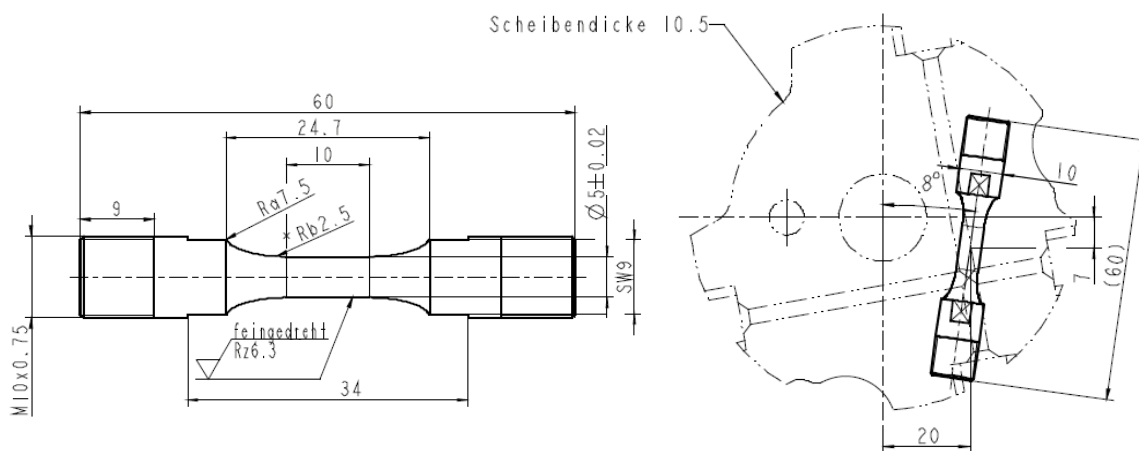 Scheibendicke 10.5
60
24.7
10
9
Ra7.5
* Rb2.5
Ø5±0.02
SW9
M10x0.75
feingedreht
Rz6.3
34
8°
10
7
(60)
20